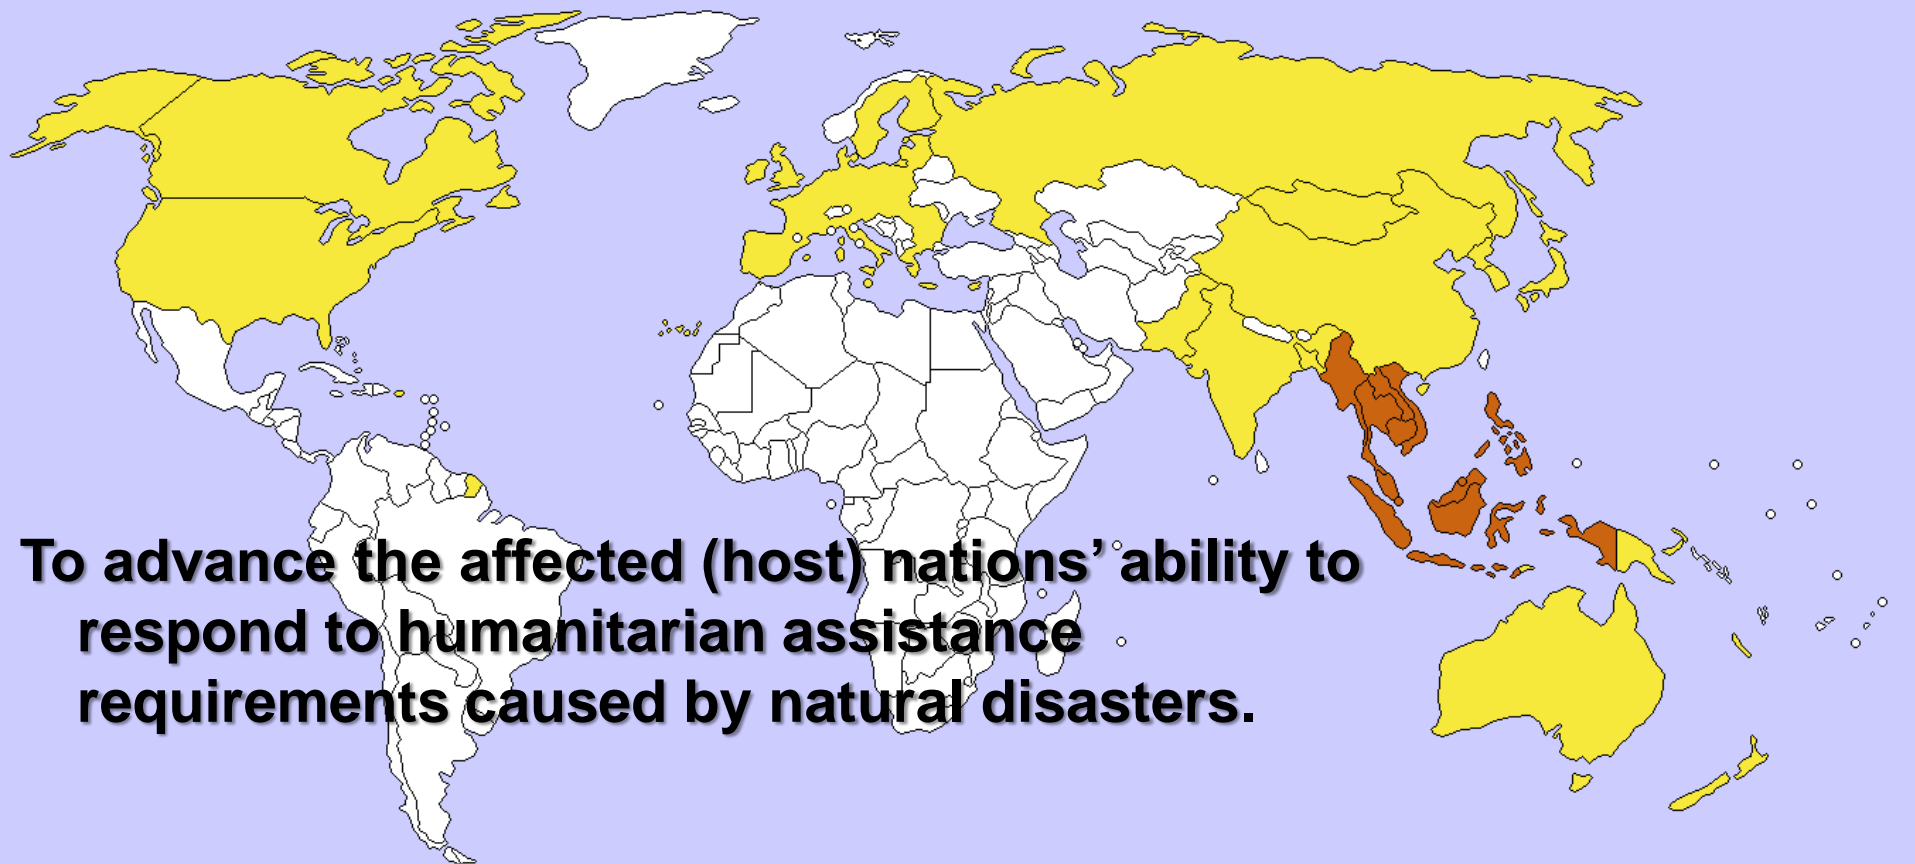 To advance the affected (host) nations’ ability to
respond to humanitarian assistance
requirements caused by natural disasters.